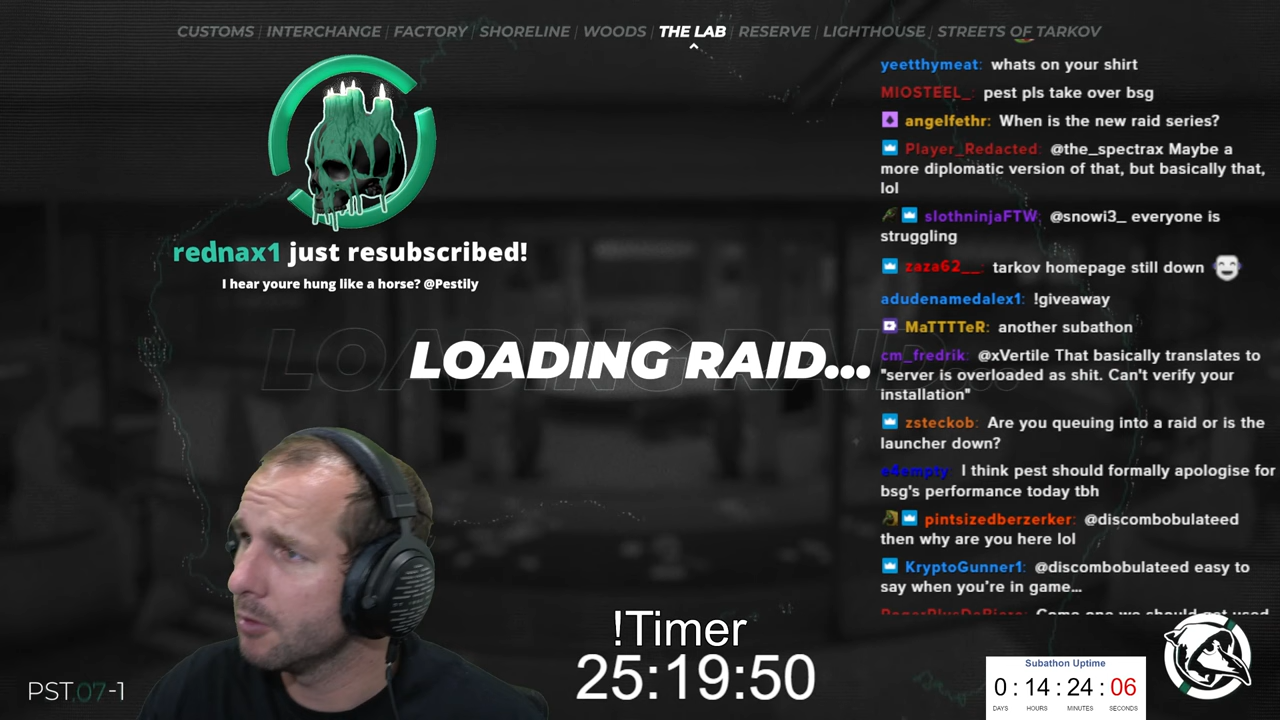 CUSTOMS | INTERCHANGE | FACTORY | SHORELINE | WOODS | THE LAB | RESERVE | LIGHTHOUSE | STREETS OF TARKOV
rednax1 just resubscribed!
I hear youre hung like a horse? @Pestily
LOADING RAID...
yeetthymeat: whats on your shirt
MIOSTEEL_: pest pls take over bsg
angelfethr: When is the new raid series?
Player_Redacted: @the_spectrax Maybe a
more diplomatic version of that, but basically that,
lol
slothninjaFTW: @snowi3_ everyone is
struggling
zaza62__: tarkov homepage still down
adudenamedalex1: !giveaway
MaTTTTeR: another subathon
cm_fredrik: @xVertile That basically translates to
"server is overloaded as shit. Can't verify your
installation"
zsteckob: Are you queuing into a raid or is the
launcher down?
e4empty: I think pest should formally apologise for
bsg's performance today tbh
pintsizedberzerker: @discombobulateed
then why are you here lol
KryptoGunner1: @discombobulateed easy to
say when you're in game...
!Timer
25:19:50
Subathon Uptime
0 : 14 : 24 : 06
DAYS HOURS MINUTES SECONDS
PST.07-1